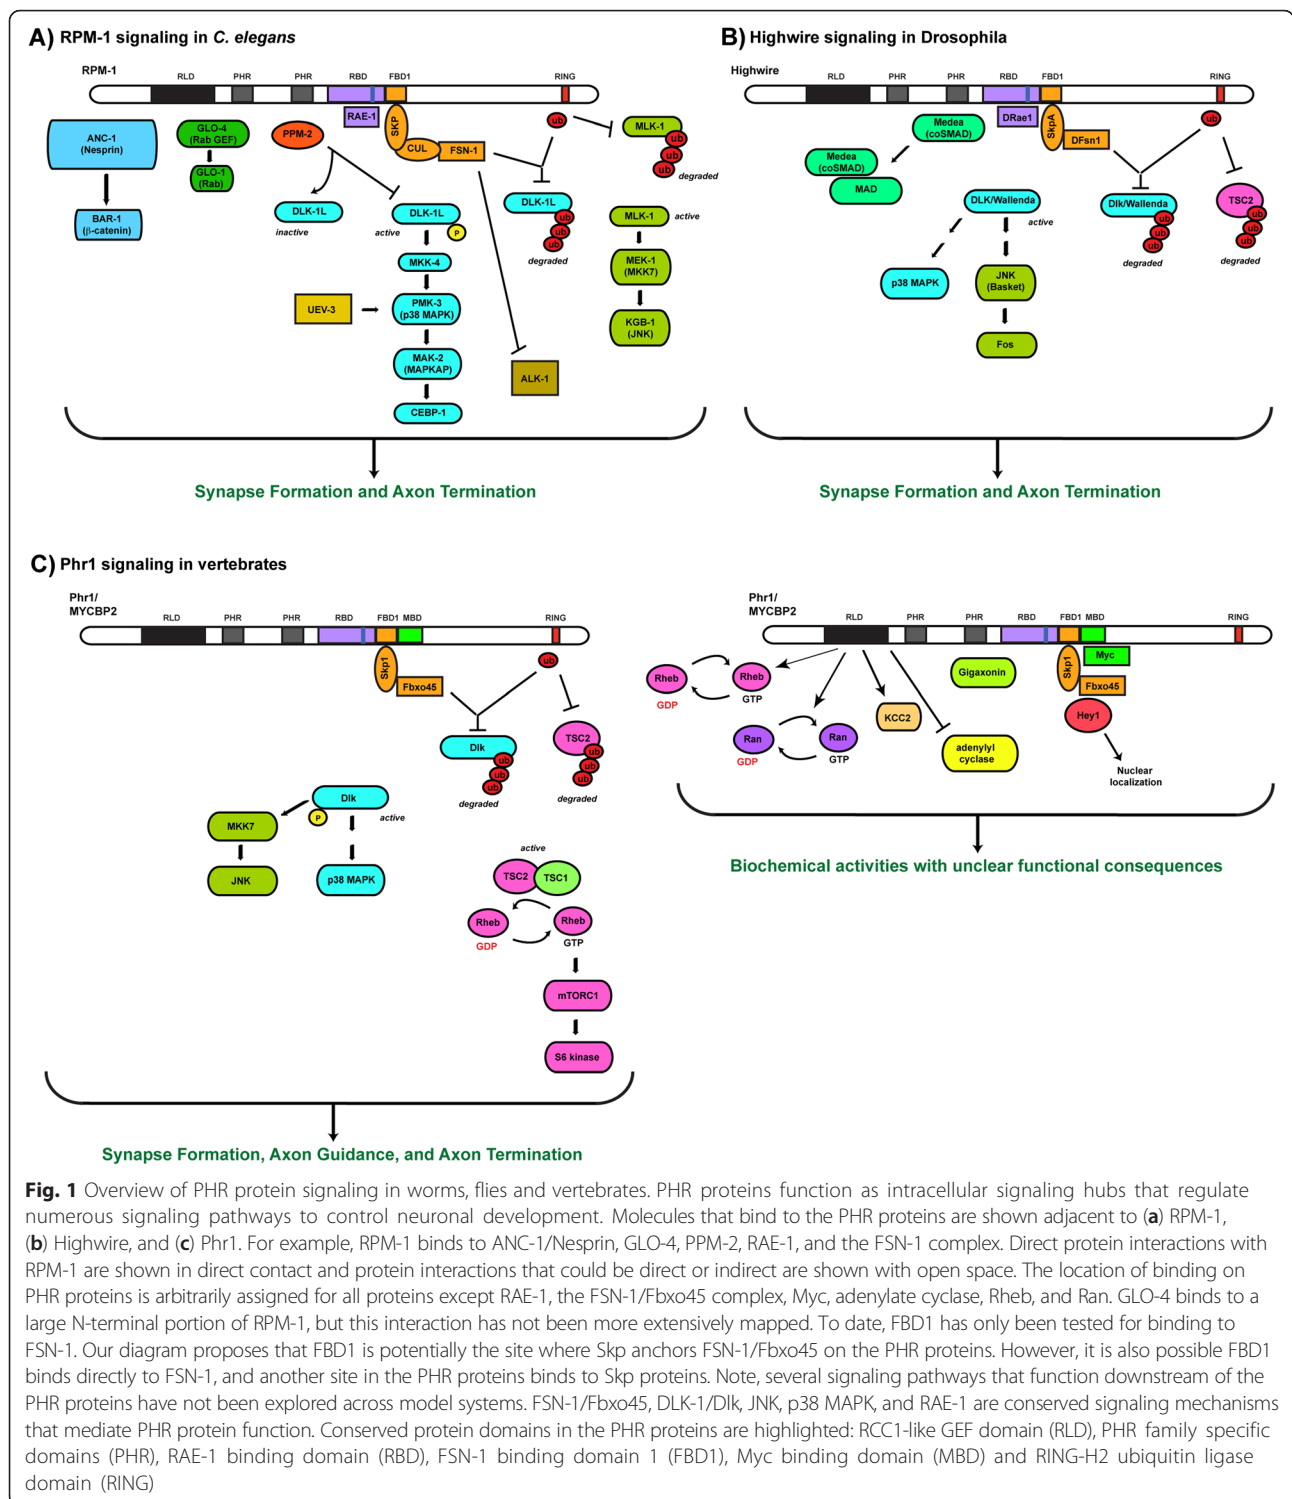 A) RPM-1 signaling in C. elegans
RPM-1
RLD
PHR
PHR
RBD
FBD1
RING
ANC-1
(Nesprin)
BAR-1
(β-catenin)
GLO-4
(Rab GEF)
GLO-1
(Rab)
PPM-2
RAE-1
SKP
CUL
FSN-1
ub
MLK-1
ub
ub
ub
degraded
DLK-1L
inactive
DLK-1L
active
P
DLK-1L
ub
ub
ub
degraded
MLK-1
active
MKK-4
MEK-1
(MKK7)
UEV-3
PMK-3
(p38 MAPK)
KGB-1
(JNK)
MAK-2
(MAPKAP)
ALK-1
CEBP-1
Synapse Formation and Axon Termination
B) Highwire signaling in Drosophila
Highwire
RLD
PHR
PHR
RBD
FBD1
RING
Medea
(coSMAD)
DRae1
SkpA
DFsn1
ub
Medea
(coSMAD)
MAD
DLK/Wallenda
active
Dlk/Wallenda
ub
ub
ub
degraded
TSC2
ub
ub
ub
degraded
p38 MAPK
JNK
(Basket)
Fos
Synapse Formation and Axon Termination
C) Phr1 signaling in vertebrates
Phr1/
MYCBP2
RLD
PHR
PHR
RBD
FBD1
MBD
RING
Skp1
Fbxo45
ub
Dlk
ub
ub
ub
degraded
TSC2
ub
ub
ub
degraded
Dlk
P
active
MKK7
JNK
p38 MAPK
active
TSC2
TSC1
Rheb
GDP
Rheb
GTP
mTORC1
S6 kinase
Synapse Formation, Axon Guidance, and Axon Termination
Phr1/
MYCBP2
RLD
PHR
PHR
RBD
FBD1
MBD
RING
Rheb
GDP
Rheb
GTP
Ran
GDP
Ran
GTP
KCC2
adenylyl
cyclase
Gigaxonin
Skp1
Myc
Fbxo45
Hey1
Nuclear
localization
Biochemical activities with unclear functional consequences
Fig. 1 Overview of PHR protein signaling in worms, flies and vertebrates. PHR proteins function as intracellular signaling hubs that regulate
numerous signaling pathways to control neuronal development. Molecules that bind to the PHR proteins are shown adjacent to (a) RPM-1,
(b) Highwire, and (c) Phr1. For example, RPM-1 binds to ANC-1/Nesprin, GLO-4, PPM-2, RAE-1, and the FSN-1 complex. Direct protein interactions with
RPM-1 are shown in direct contact and protein interactions that could be direct or indirect are shown with open space. The location of binding on
PHR proteins is arbitrarily assigned for all proteins except RAE-1, the FSN-1/Fbxo45 complex, Myc, adenylate cyclase, Rheb, and Ran. GLO-4 binds to a
large N-terminal portion of RPM-1, but this interaction has not been more extensively mapped. To date, FBD1 has only been tested for binding to
FSN-1. Our diagram proposes that FBD1 is potentially the site where Skp anchors FSN-1/Fbxo45 on the PHR proteins. However, it is also possible FBD1
binds directly to FSN-1, and another site in the PHR proteins binds to Skp proteins. Note, several signaling pathways that function downstream of the
PHR proteins have not been explored across model systems. FSN-1/Fbxo45, DLK-1/Dlk, JNK, p38 MAPK, and RAE-1 are conserved signaling mechanisms
that mediate PHR protein function. Conserved protein domains in the PHR proteins are highlighted: RCC1-like GEF domain (RLD), PHR family specific
domains (PHR), RAE-1 binding domain (RBD), FSN-1 binding domain 1 (FBD1), Myc binding domain (MBD) and RING-H2 ubiquitin ligase
domain (RING)